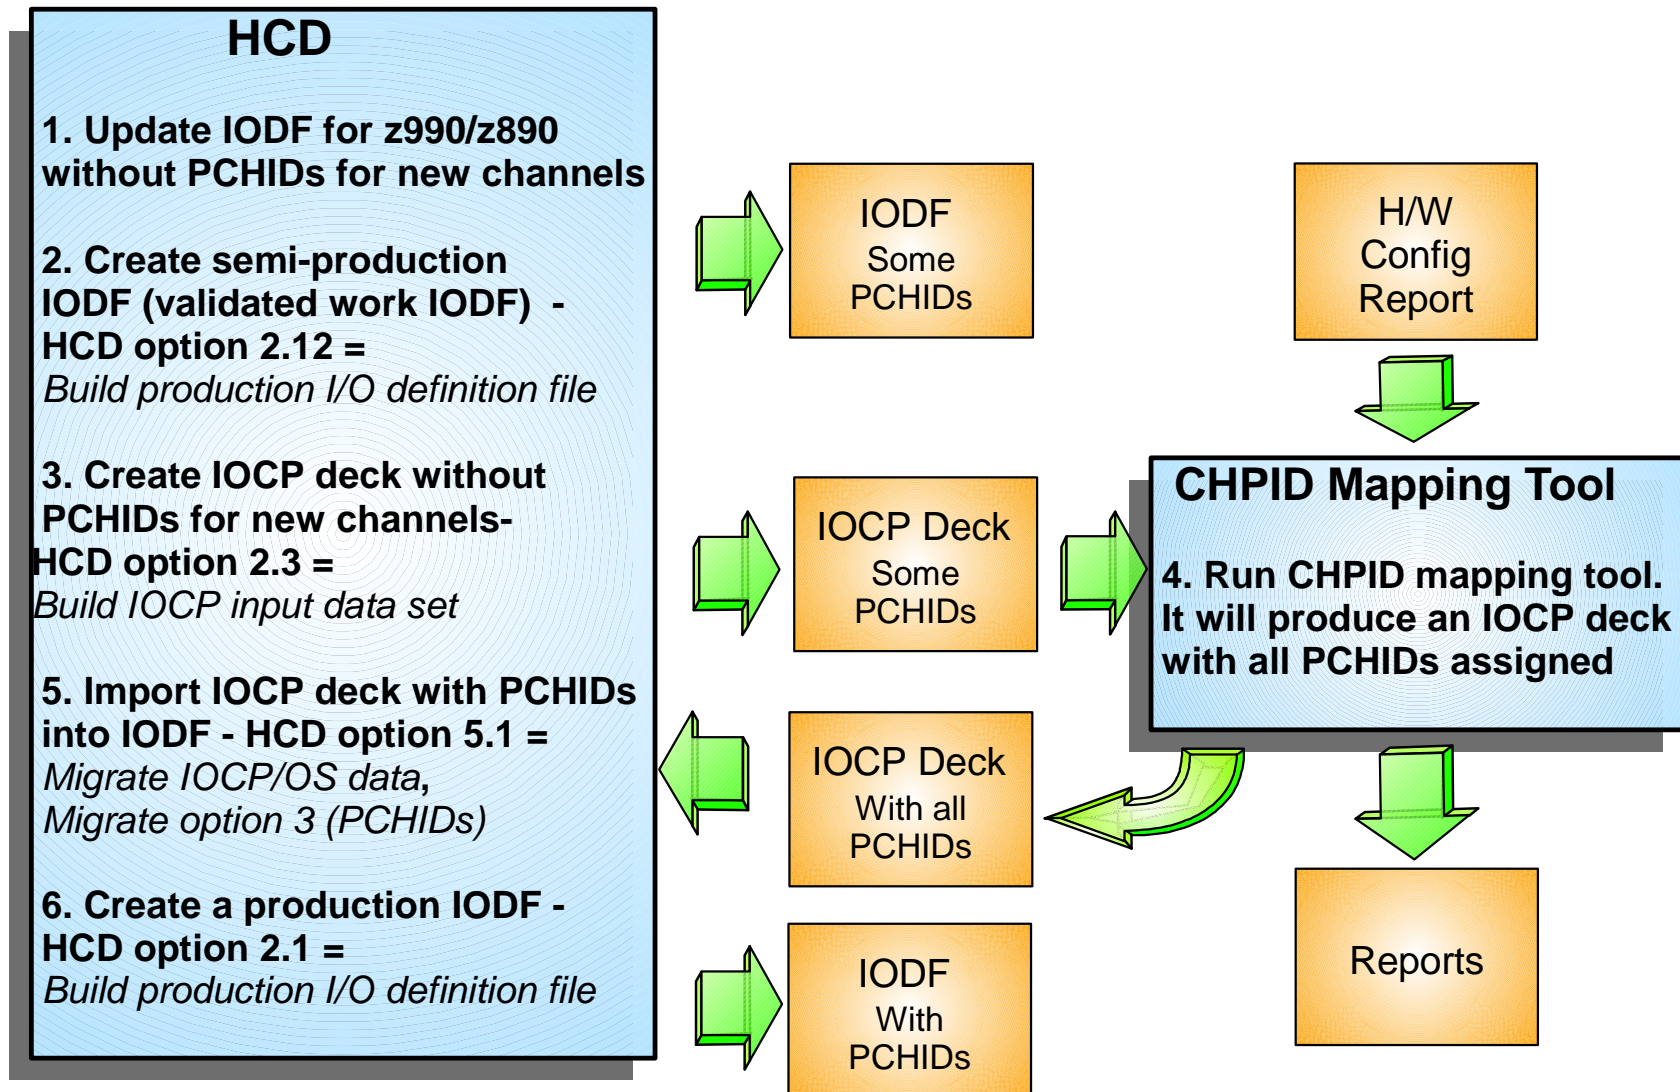 HCD
1. Update IODF for z990/z890
without PCHIDs for new channels
2. Create semi-production
IODF (validated work IODF)  -
HCD option 2.12 =
Build production I/O definition file
3. Create IOCP deck without
PCHIDs for new channels-
HCD option 2.3 =
Build IOCP input data set
5. Import IOCP deck with PCHIDs
into IODF - HCD option 5.1 =
Migrate IOCP/OS data,
Migrate option 3 (PCHIDs)
6. Create a production IODF -
HCD option 2.1 =
Build production I/O definition file
IODF
Some
PCHIDs
IOCP Deck
Some
PCHIDs
IOCP Deck
With all
PCHIDs
IODF
With
PCHIDs
H/W
Config
Report
CHPID Mapping Tool
4. Run CHPID mapping tool.
It will produce an IOCP deck
with all PCHIDs assigned
Reports